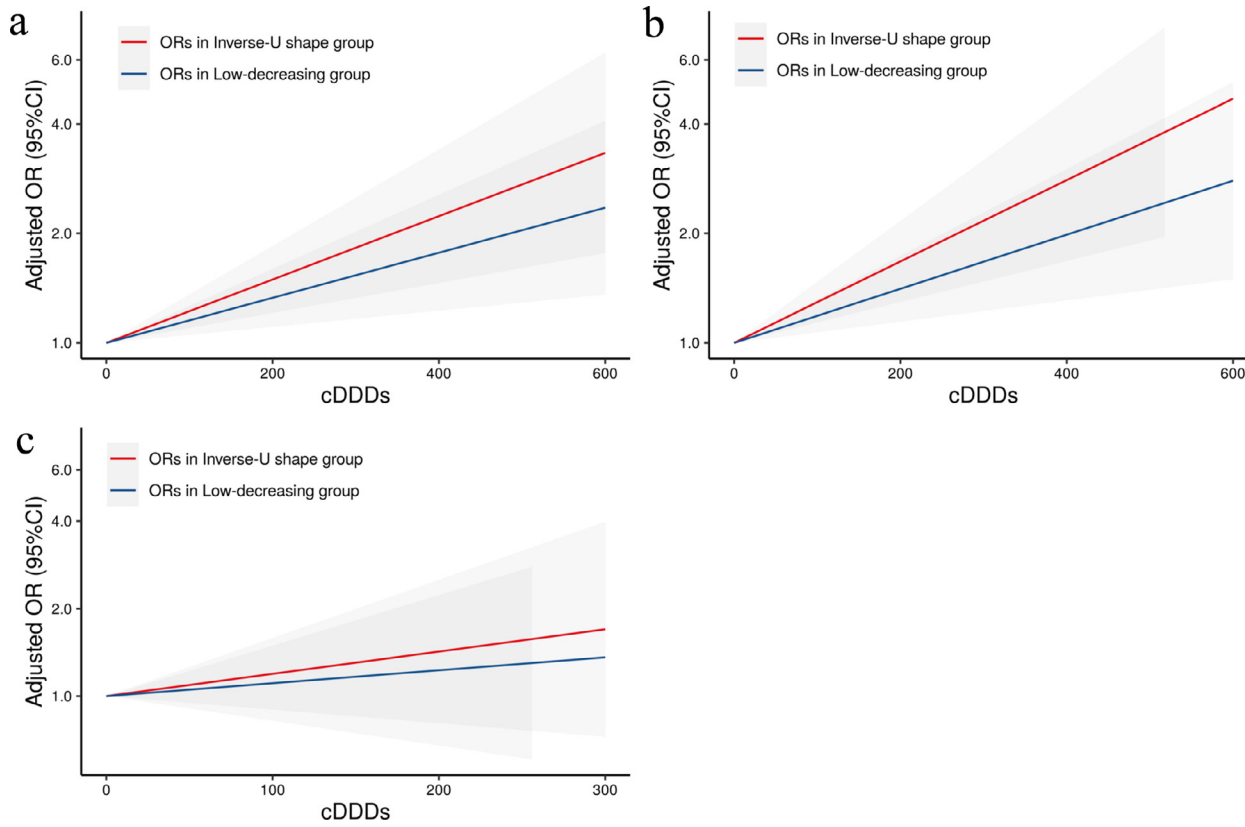 a
ORs in Inverse-U shape group
ORs in Low-decreasing group
Adjusted OR (95%CI)
6.0
4.0
2.0
1.0
0 200 400 600
cDDDs
b
ORs in Inverse-U shape group
ORs in Low-decreasing group
Adjusted OR (95%CI)
6.0
4.0
2.0
1.0
0 200 400 600
cDDDs
c
ORs in Inverse-U shape group
ORs in Low-decreasing group
Adjusted OR (95%CI)
6.0
4.0
2.0
1.0
0 100 200 300
cDDDs